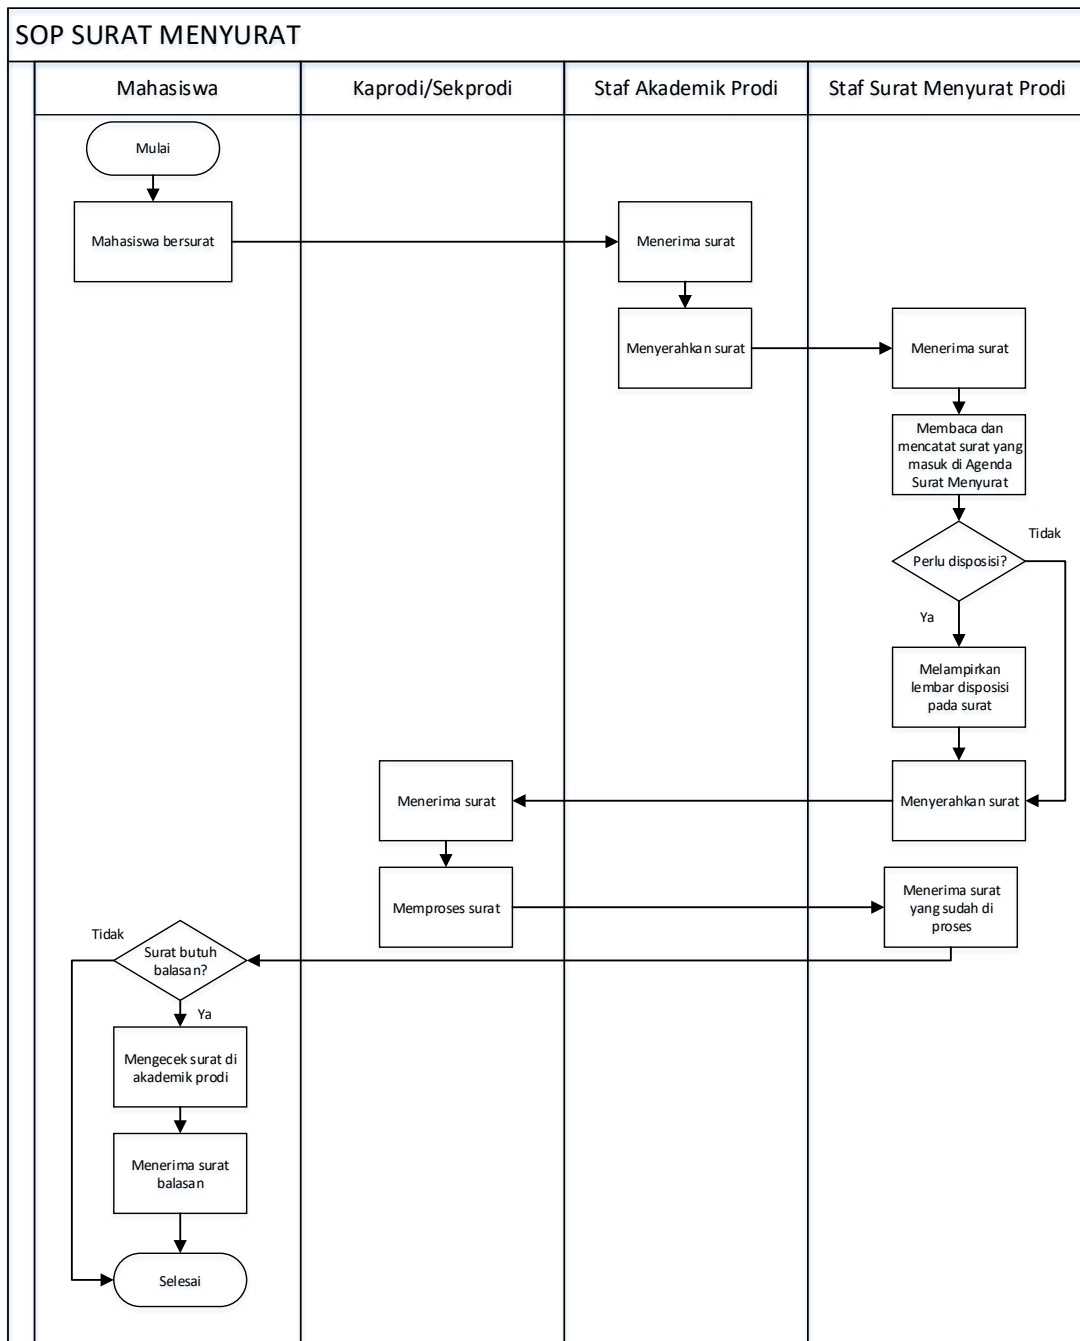 SOP SURAT MENYURAT
Mahasiswa
Kaprodi/Sekprodi
Staf Akademik Prodi
Staf Surat Menyurat Prodi
Mulai
Mahasiswa bersurat
Menerima surat
Menyerahkan surat
Menerima surat
Membaca dan
mencatat surat yang
masuk di Agenda
Surat Menyurat
Tidak
Perlu disposisi?
Ya
Melampirkan
lembar disposisi
pada surat
Menerima surat
Menyerahkan surat
Memproses surat
Menerima surat
yang sudah di
proses
Tidak
Surat butuh
balasan?
Ya
Mengecek surat di
akademik prodi
Menerima surat
balasan
Selesai